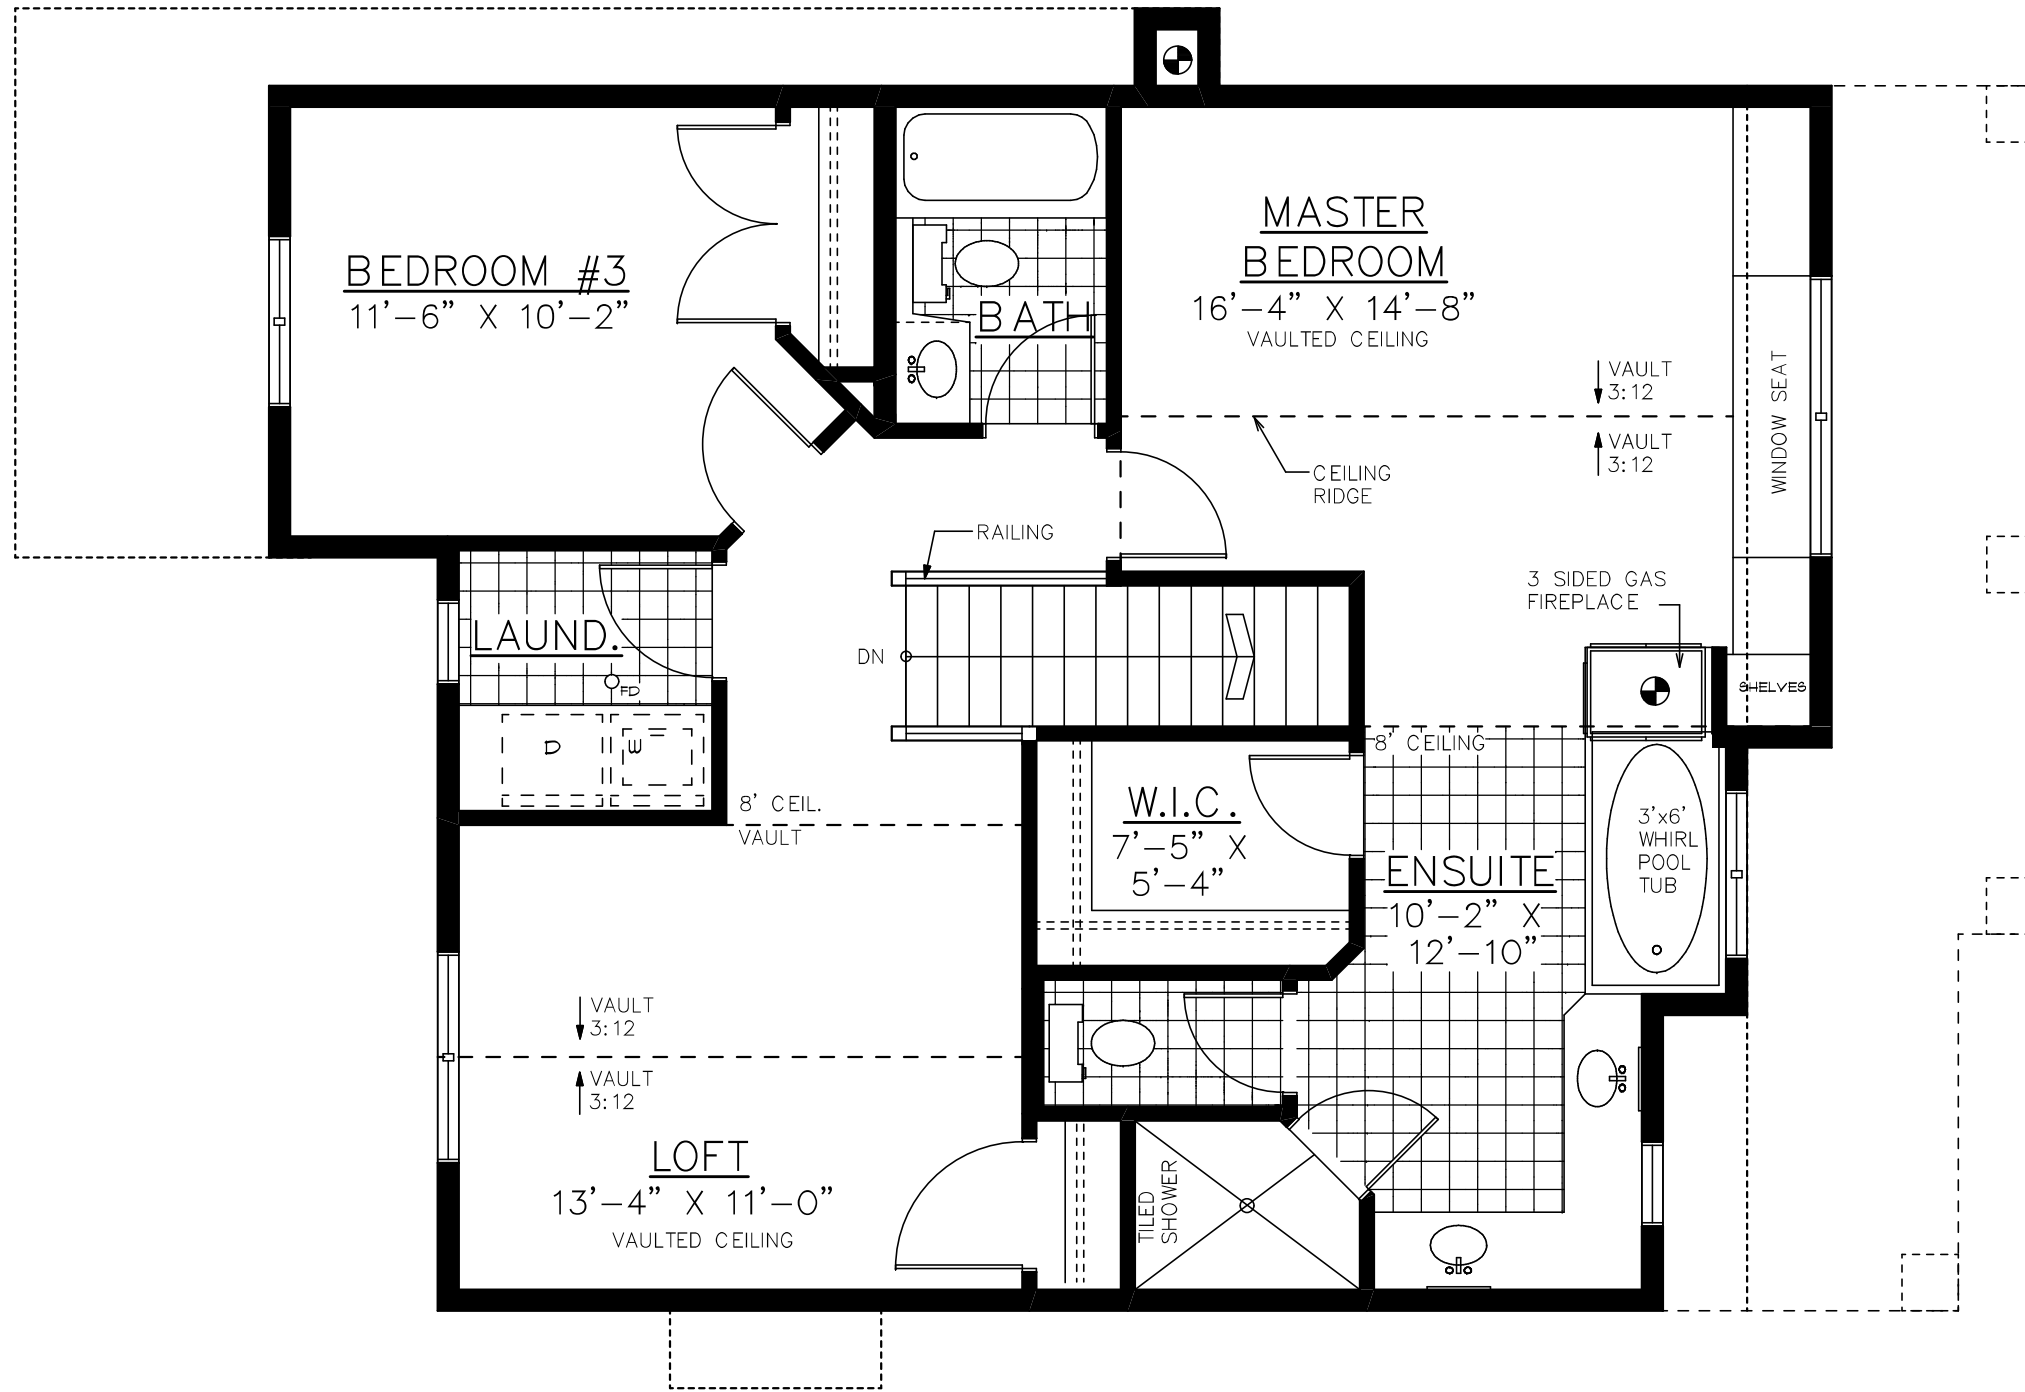 BEDROOM #3
11'-6" X 10'-2"
BATH
MASTER
BEDROOM
16'-4" X 14'-8"
VAULTED CEILING
VAULT
3:12
VAULT
3:12
CEILING
RIDGE
WINDOW SEAT
RAILING
3 SIDED GAS
FIREPLACE
SHELVES
LAUND.
FD
D
W
DN
8' CEILING
8' CEIL.
VAULT
W.I.C.
7'-5" X
5'-4"
ENSUITE
10'-2" X
12'-10"
3'x6'
WHIRL
POOL
TUB
VAULT
3:12
VAULT
3:12
LOFT
13'-4" X 11'-0"
VAULTED CEILING
TILED
SHOWER